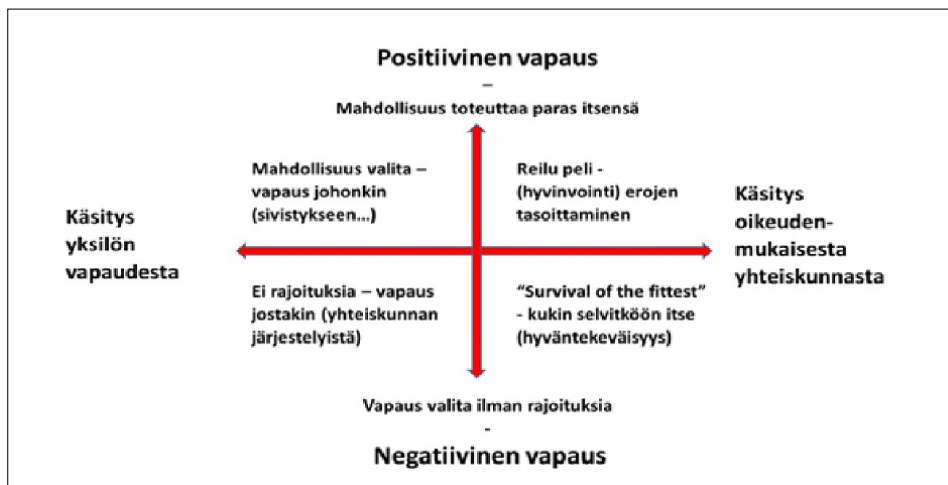 Positiivinen vapaus
–
Mahdollisuus toteuttaa paras itsensä
Mahdollisuus valita –
vapaus johonkin
(sivistykseen...)
Reilu peli -
(hyvinvointi) erojen
tasoittaminen
Käsitys
yksilön
vapaudesta
Käsitys
oikeuden-
mukaisesta
yhteiskunnasta
Ei rajoituksia – vapaus
jostakin (yhteiskunnan
järjestelyistä)
“Survival of the fittest”
- kukin selvitköön itse
(hyväntekeväisyys)
Vapaus valita ilman rajoituksia
-
Negatiivinen vapaus